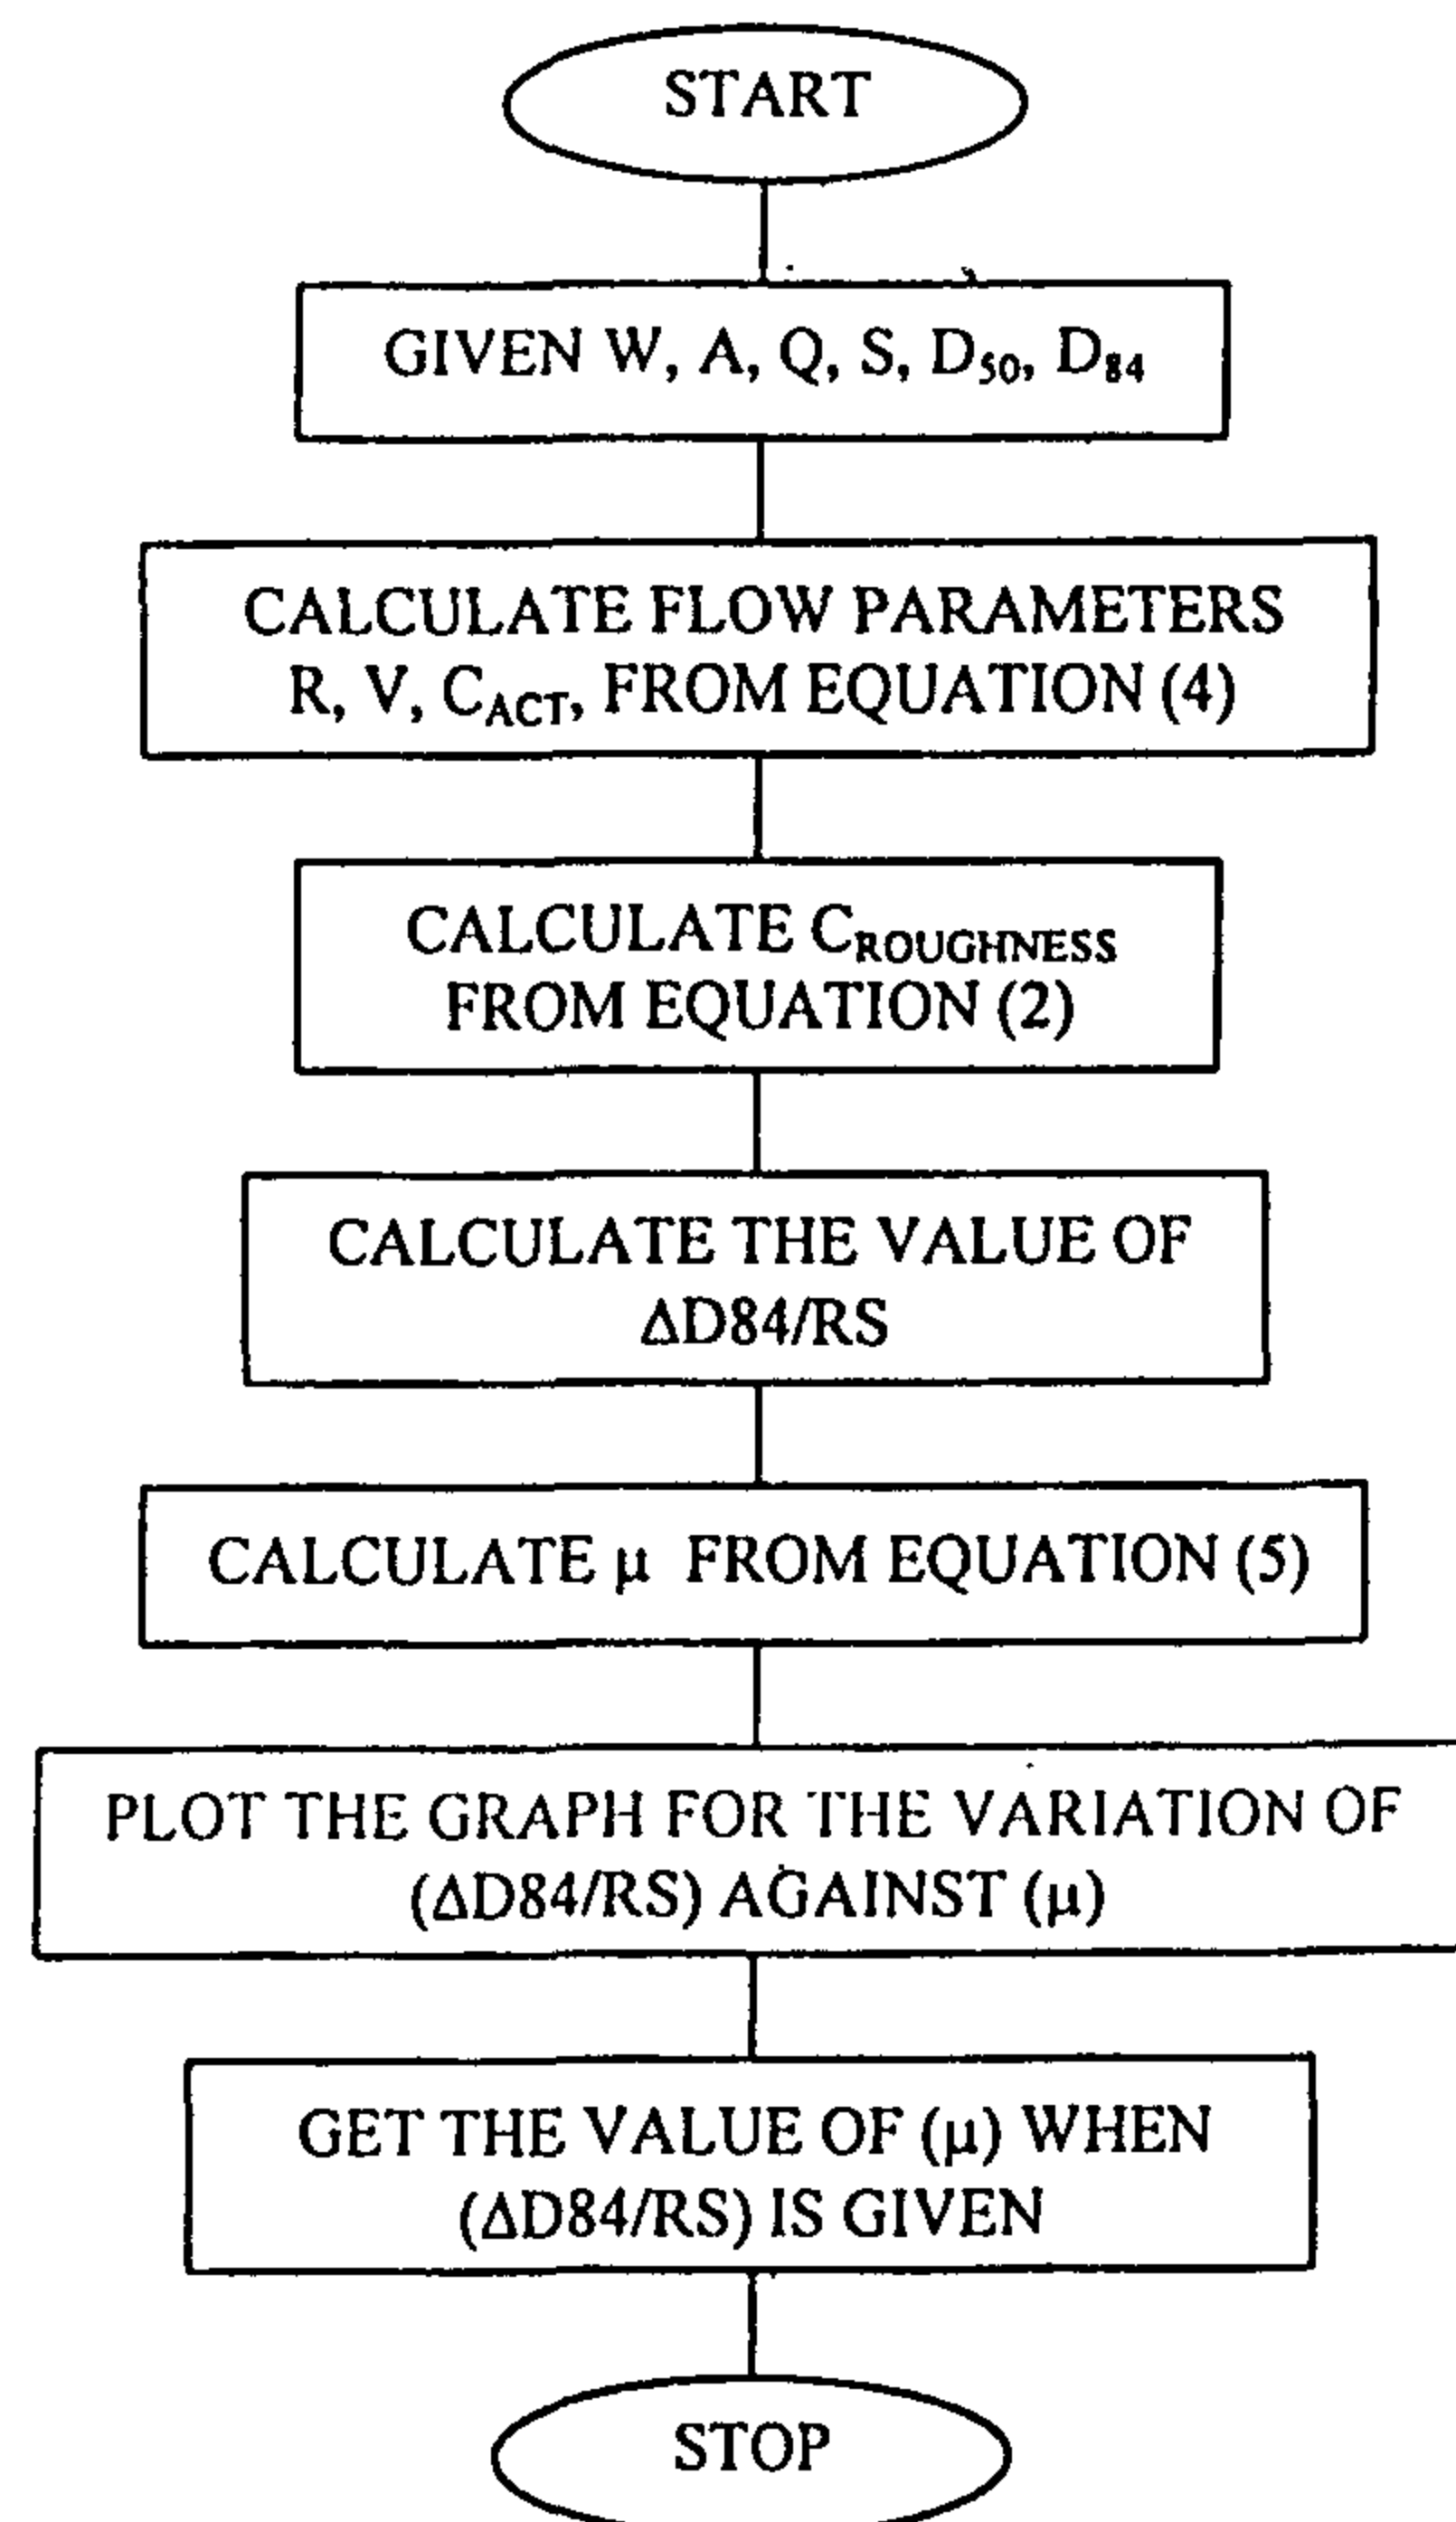 START
GIVEN W, A, Q, S, D₅₀, D₈₄
CALCULATE FLOW PARAMETERS
R, V, C_ACT, FROM EQUATION (4)
CALCULATE C_ROUGHNESS
FROM EQUATION (2)
CALCULATE THE VALUE OF
ΔD84/RS
CALCULATE μ FROM EQUATION (5)
PLOT THE GRAPH FOR THE VARIATION OF
(ΔD84/RS) AGAINST (μ)
GET THE VALUE OF (μ) WHEN
(ΔD84/RS) IS GIVEN
STOP